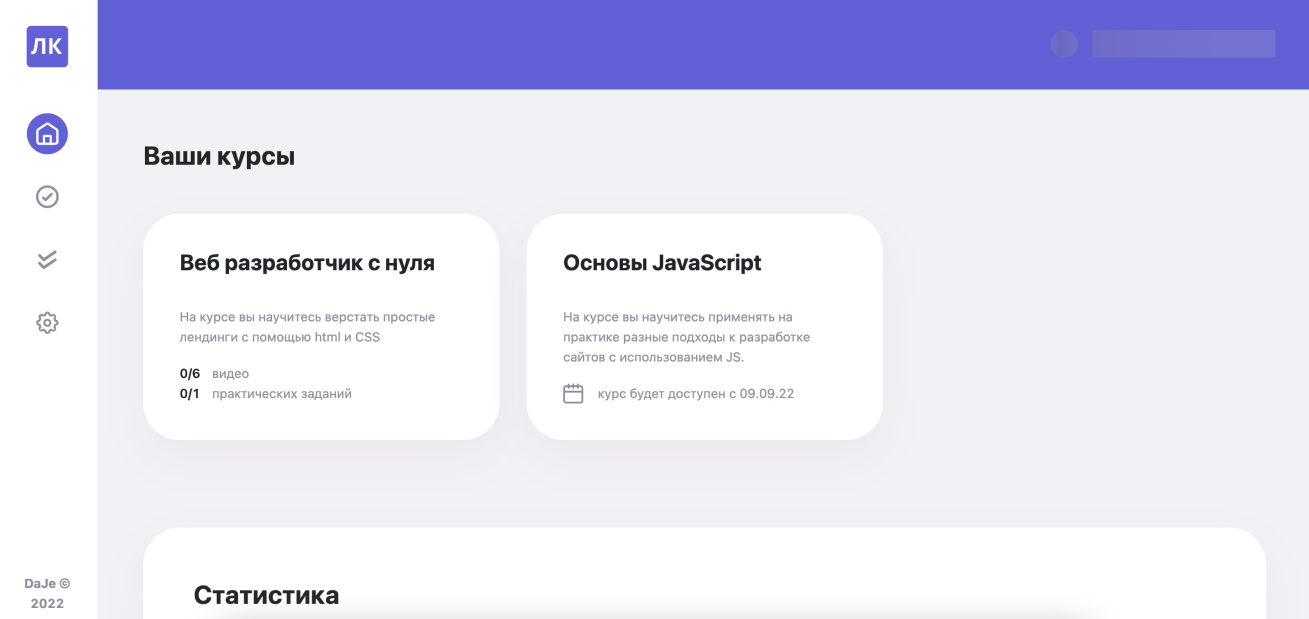 ЛК
Ваши курсы
Веб разработчик с нуля
На курсе вы научитесь верстать простые
лендинги с помощью html и CSS
0/6 видео
0/1 практических заданий
Основы JavaScript
На курсе вы научитесь применять на
практике разные подходы к разработке
сайтов с использованием JS.
курс будет доступен с 09.09.22
Статистика
DaJe ©
2022